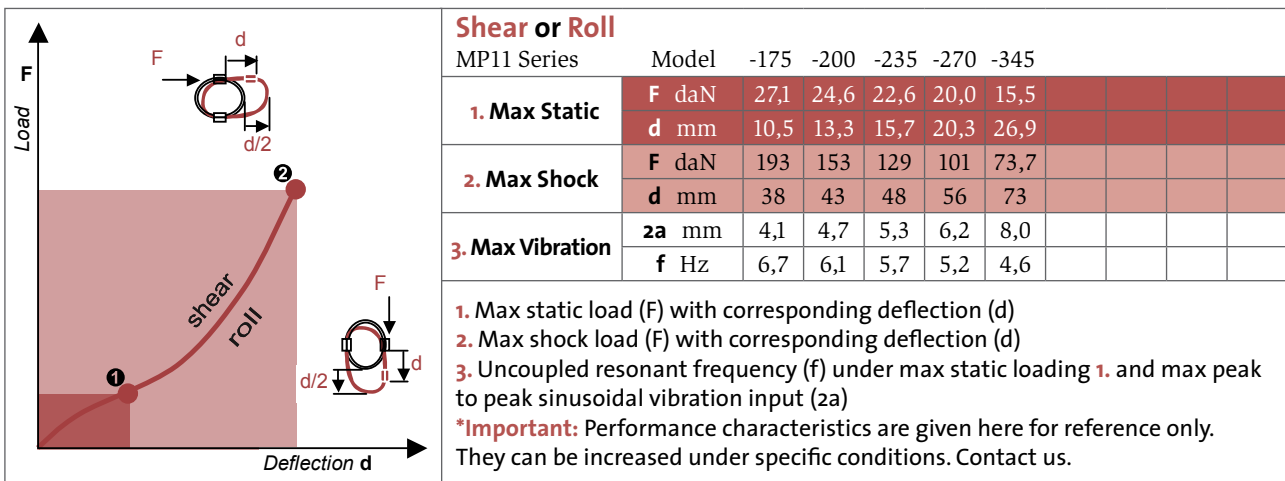 F
Load
F
d
d/2
2
shear
roll
1
F
d
d/2
Deflection d
Shear or Roll
MP11 Series Model -175 -200 -235 -270 -345
1. Max Static
F daN 27,1 24,6 22,6 20,0 15,5
d mm 10,5 13,3 15,7 20,3 26,9
2. Max Shock
F daN 193 153 129 101 73,7
d mm 38 43 48 56 73
3. Max Vibration
2a mm 4,1 4,7 5,3 6,2 8,0
f Hz 6,7 6,1 5,7 5,2 4,6
1. Max static load (F) with corresponding deflection (d)
2. Max shock load (F) with corresponding deflection (d)
3. Uncoupled resonant frequency (f) under max static loading 1. and max peak
to peak sinusoidal vibration input (2a)
*Important: Performance characteristics are given here for reference only.
They can be increased under specific conditions. Contact us.